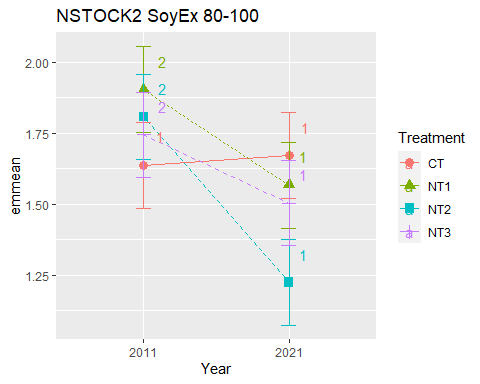 NSTOCK2 SoyEx 80-100
emmean
2.00
1.75
1.50
1.25
2
2
2
1
1
1
1
1
2011
2021
Year
Treatment
a CT
a NT1
a NT2
a NT3